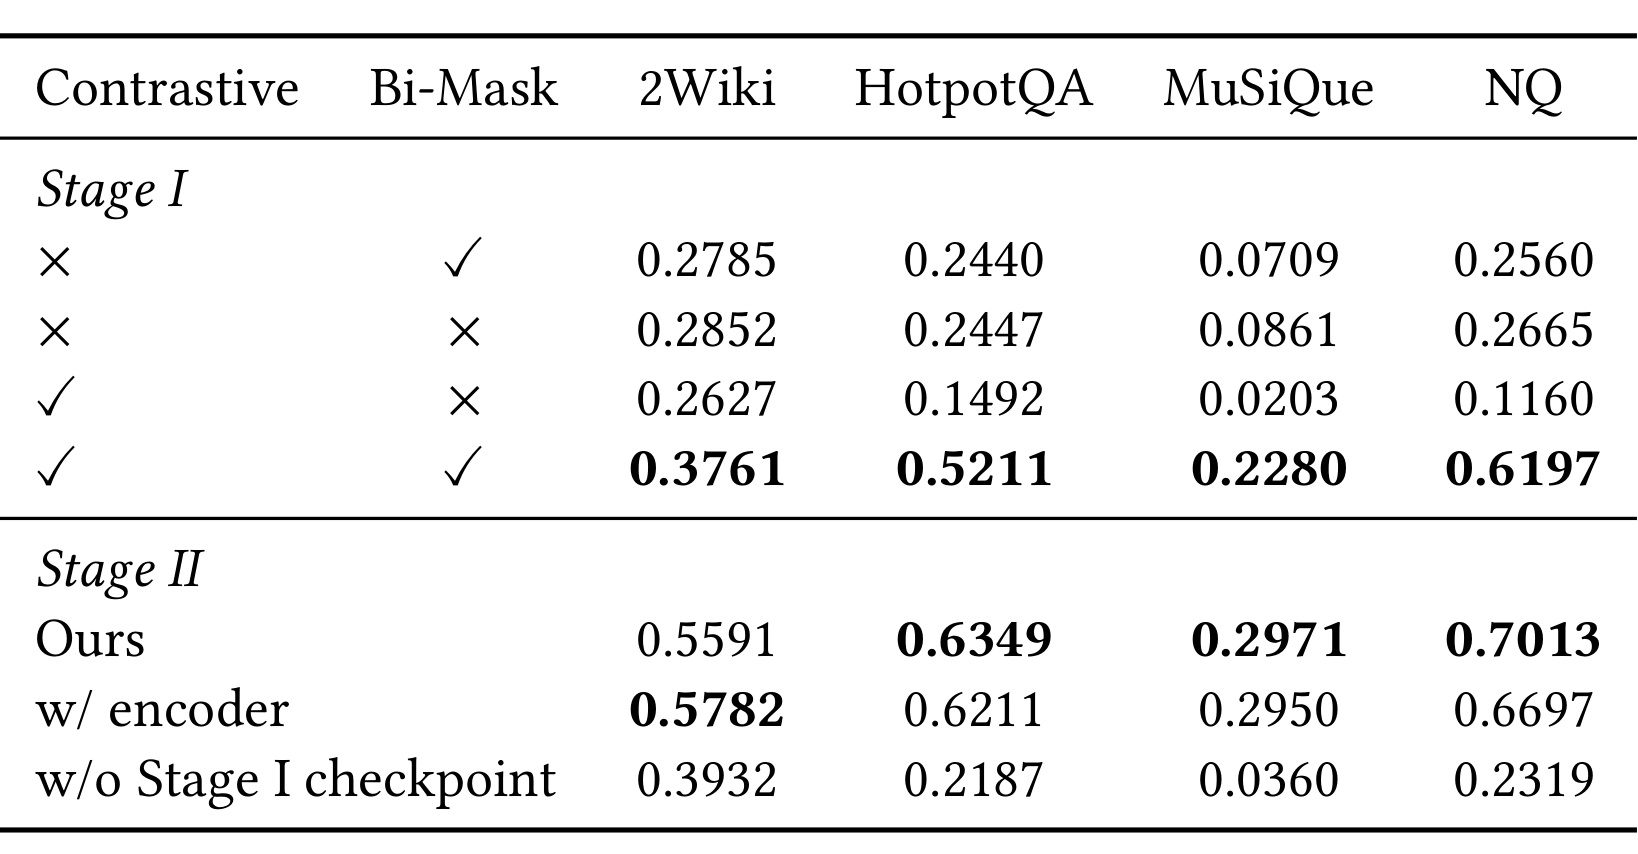 Contrastive Bi-Mask 2Wiki HotpotQA MuSiQue NQ
Stage I
× ✓ 0.2785 0.2440 0.0709 0.2560
× × 0.2852 0.2447 0.0861 0.2665
✓ × 0.2627 0.1492 0.0203 0.1160
✓ ✓ 0.3761 0.5211 0.2280 0.6197
Stage II
Ours 0.5591 0.6349 0.2971 0.7013
w/ encoder 0.5782 0.6211 0.2950 0.6697
w/o Stage I checkpoint 0.3932 0.2187 0.0360 0.2319